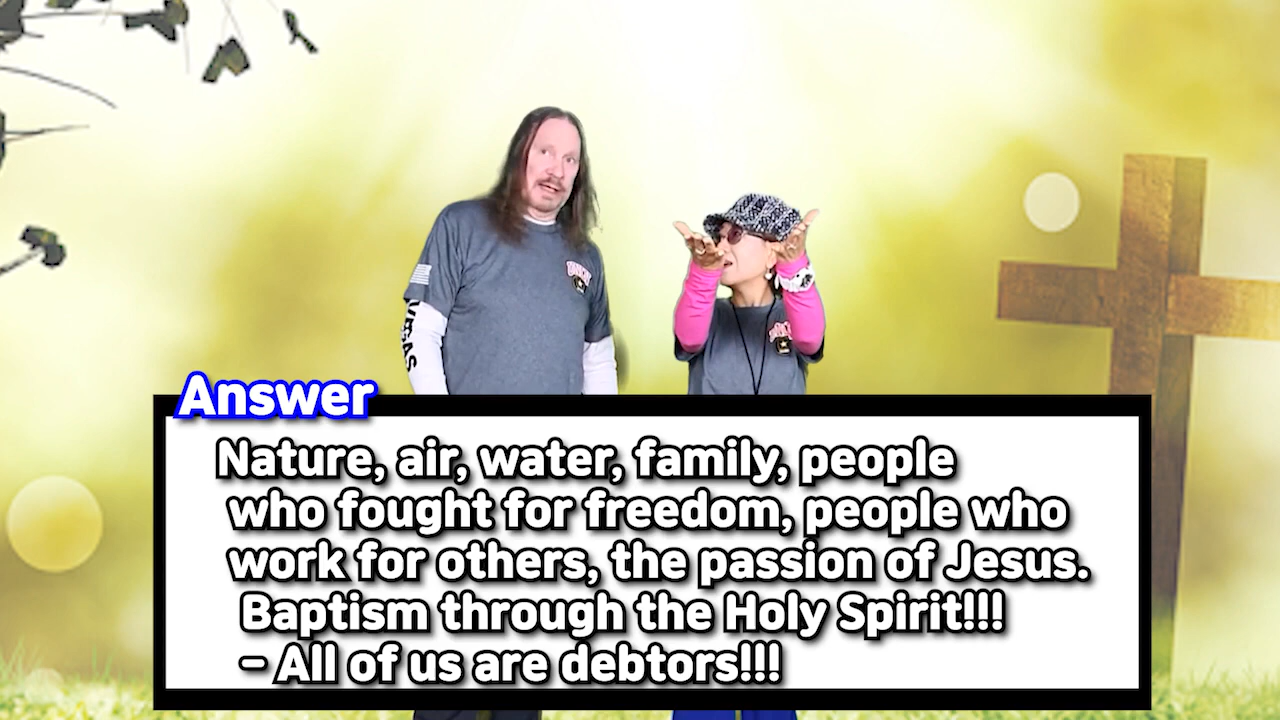 VEGAS
Answer
Nature, air, water, family, people
who fought for freedom, people who
work for others, the passion of Jesus.
Baptism through the Holy Spirit!!!
- All of us are debtors!!!